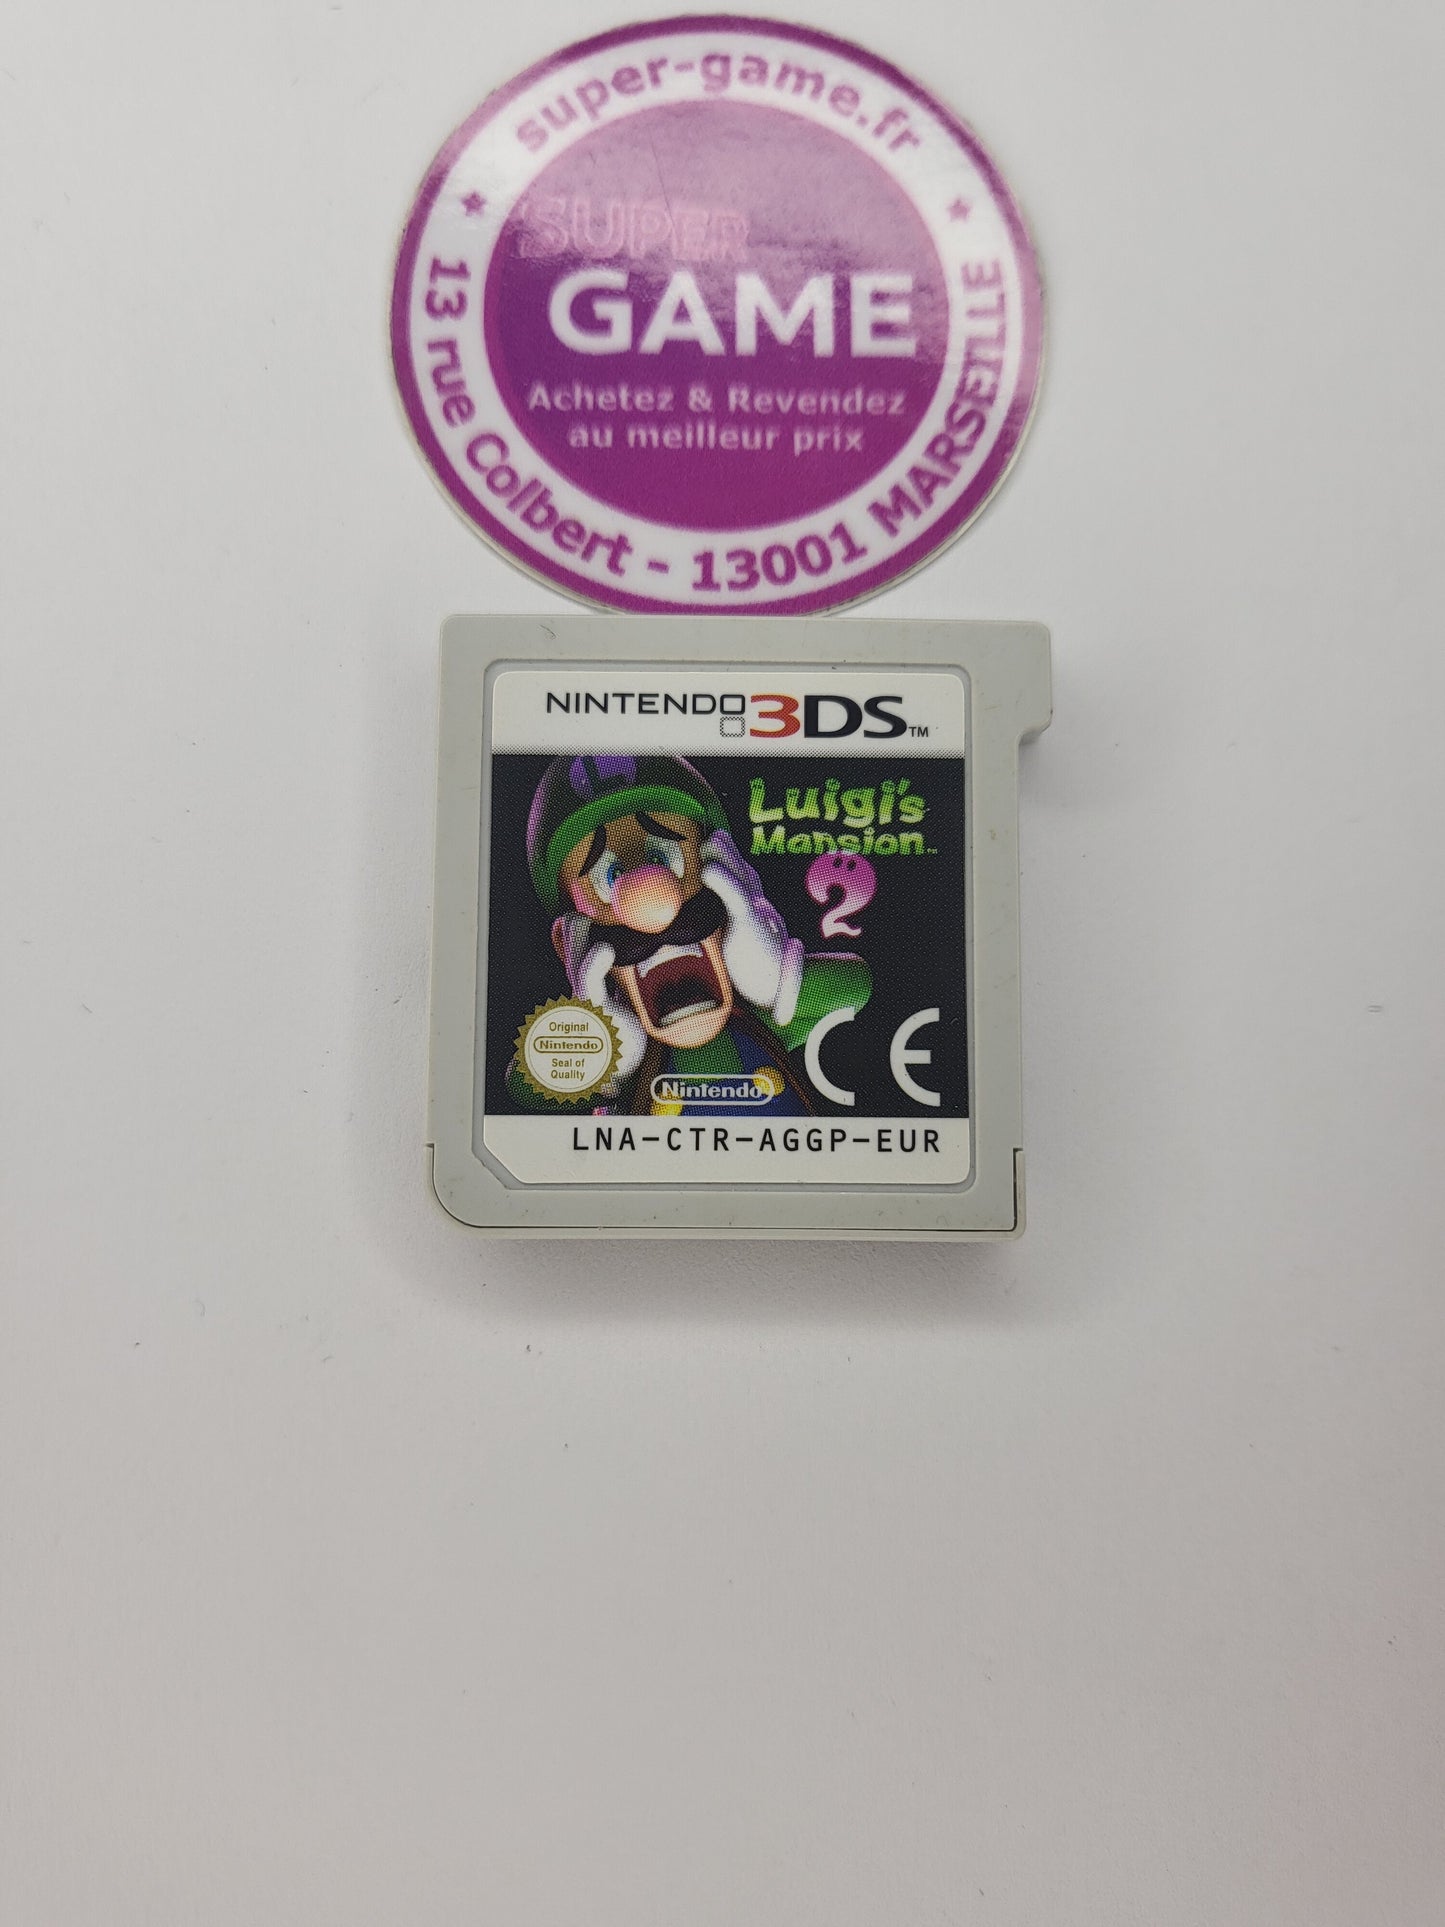 super-game.fr
SUPER
GAME
Achetez & Revendez
au meilleur prix
13 rue Colbert - 13001 MARSEILLE
NINTENDO 3DS™
L
Luigi's
Mansion™
2
Original
Nintendo
Seal of
Quality
Nintendo
CE
LNA-CTR-AGGP-EUR